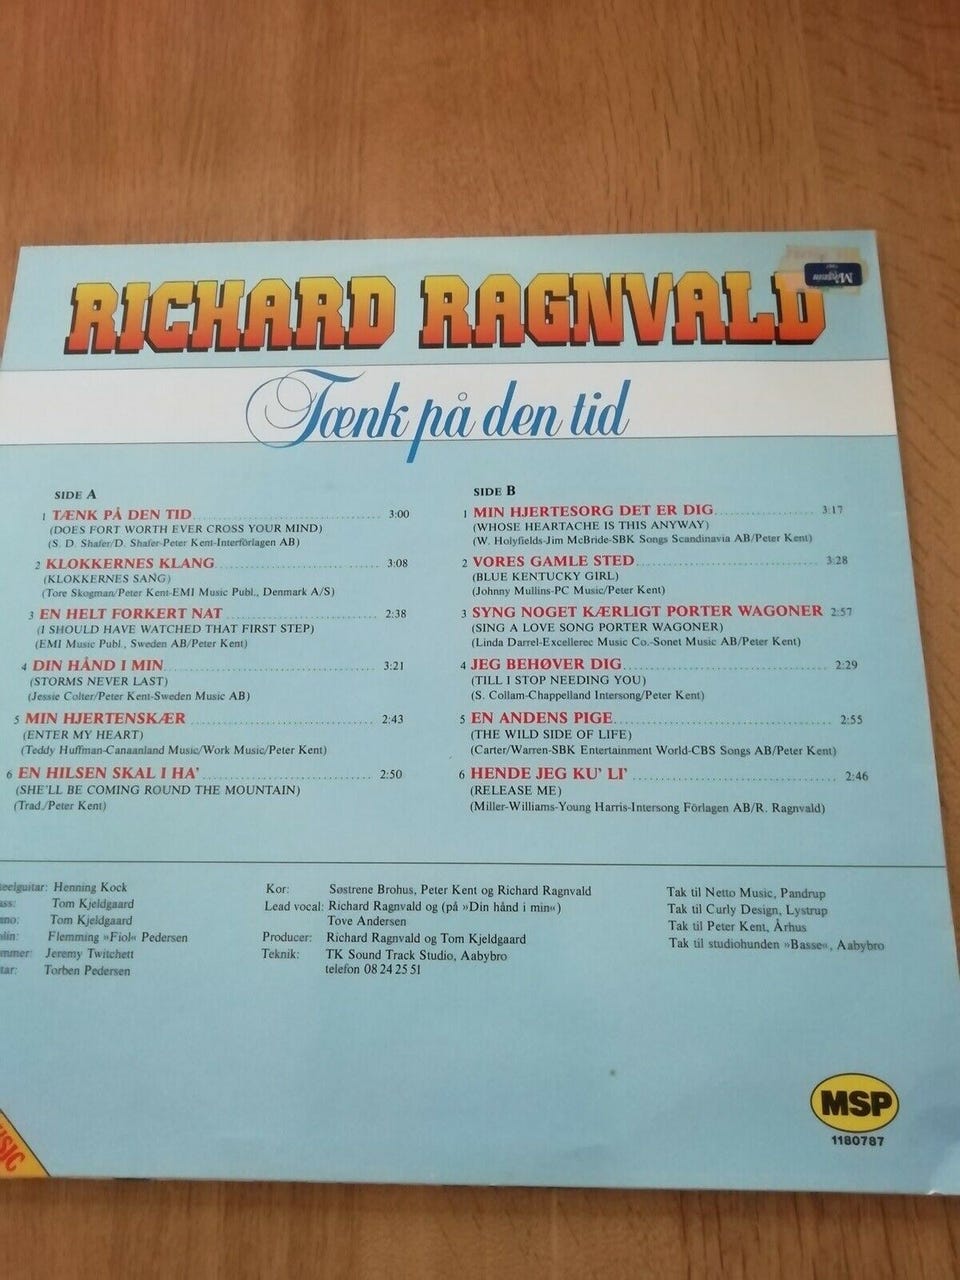 RICHARD RAGNVALD
Tænk på den tid
SIDE A
1 TÆNK PÅ DEN TID 3:00
(DOES FORT WORTH EVER CROSS YOUR MIND)
(S. D. Shafer/D. Shafer-Peter Kent-Interförlagen AB)
2 KLOKKERNES KLANG 3:08
(KLOKKERNES SANG)
(Tore Skogman/Peter Kent-EMI Music Publ., Denmark A/S)
3 EN HELT FORKERT NAT 2:38
(I SHOULD HAVE WATCHED THAT FIRST STEP)
(EMI Music Publ., Sweden AB/Peter Kent)
4 DIN HÅND I MIN 3:21
(STORMS NEVER LAST)
(Jessie Colter/Peter Kent-Sweden Music AB)
5 MIN HJERTENSKÆR 2:43
(ENTER MY HEART)
(Teddy Huffman-Canaanland Music/Work Music/Peter Kent)
6 EN HILSEN SKAL I HA' 2:50
(SHE'LL BE COMING ROUND THE MOUNTAIN)
(Trad./Peter Kent)
SIDE B
1 MIN HJERTESORG DET ER DIG 3:17
(WHOSE HEARTACHE IS THIS ANYWAY)
(W. Holyfields-Jim McBride-SBK Songs Scandinavia AB/Peter Kent)
2 VORES GAMLE STED 3:28
(BLUE KENTUCKY GIRL)
(Johnny Mullins-PC Music/Peter Kent)
3 SYNG NOGET KÆRLIGT PORTER WAGONER 2:57
(SING A LOVE SONG PORTER WAGONER)
(Linda Darrel-Excellerec Music Co.-Sonet Music AB/Peter Kent)
4 JEG BEHØVER DIG 2:29
(TILL I STOP NEEDING YOU)
(S. Collam-Chappelland Intersong/Peter Kent)
5 EN ANDENS PIGE 2:55
(THE WILD SIDE OF LIFE)
(Carter/Warren-SBK Entertainment World-CBS Songs AB/Peter Kent)
6 HENDE JEG KU' LI' 2:46
(RELEASE ME)
(Miller-Williams-Young Harris-Intersong Förlagen AB/R. Ragnvald)
eelguitar: Henning Kock
ass: Tom Kjeldgaard
no: Tom Kjeldgaard
lin: Flemming »Fiol« Pedersen
mmer: Jeremy Twitchett
tar: Torben Pedersen
Kor: Søstrene Brohus, Peter Kent og Richard Ragnvald
Lead vocal: Richard Ragnvald og (på »Din hånd i min«)
Tove Andersen
Producer: Richard Ragnvald og Tom Kjeldgaard
Teknik: TK Sound Track Studio, Aabybro
telefon 08 24 25 51
Tak til Netto Music, Pandrup
Tak til Curly Design, Lystrup
Tak til Peter Kent, Århus
Tak til studiohunden »Basse«, Aabybro
MSP
1180787